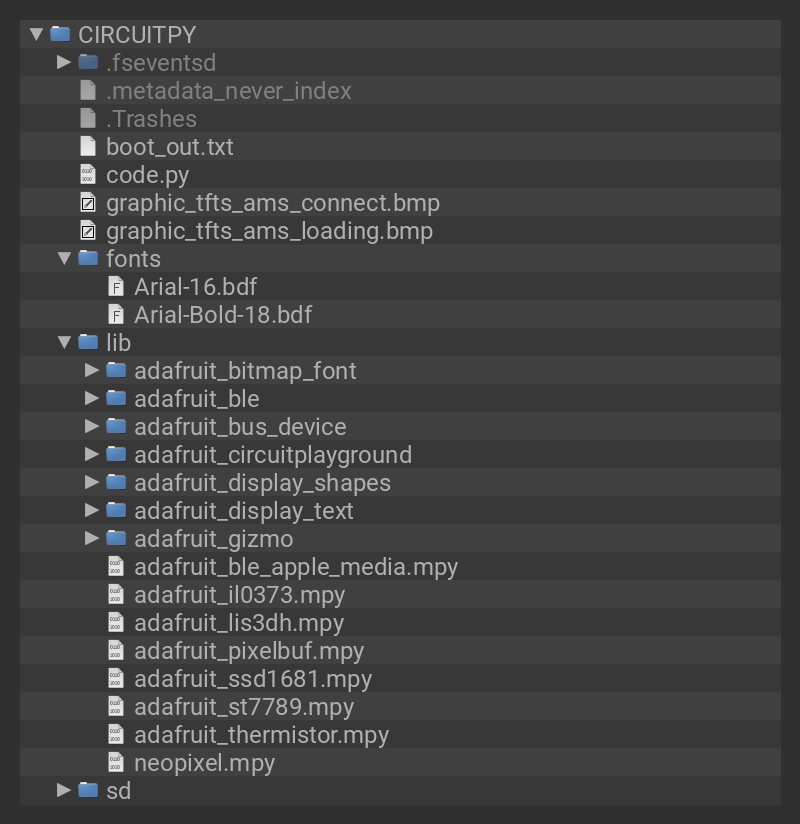 CIRCUITPY
.fseventsd
.metadata_never_index
.Trashes
boot_out.txt
code.py
graphic_tfts_ams_connect.bmp
graphic_tfts_ams_loading.bmp
fonts
Arial-16.bdf
Arial-Bold-18.bdf
lib
adafruit_bitmap_font
adafruit_ble
adafruit_bus_device
adafruit_circuitplayground
adafruit_display_shapes
adafruit_display_text
adafruit_gizmo
adafruit_ble_apple_media.mpy
adafruit_il0373.mpy
adafruit_lis3dh.mpy
adafruit_pixelbuf.mpy
adafruit_ssd1681.mpy
adafruit_st7789.mpy
adafruit_thermistor.mpy
neopixel.mpy
sd